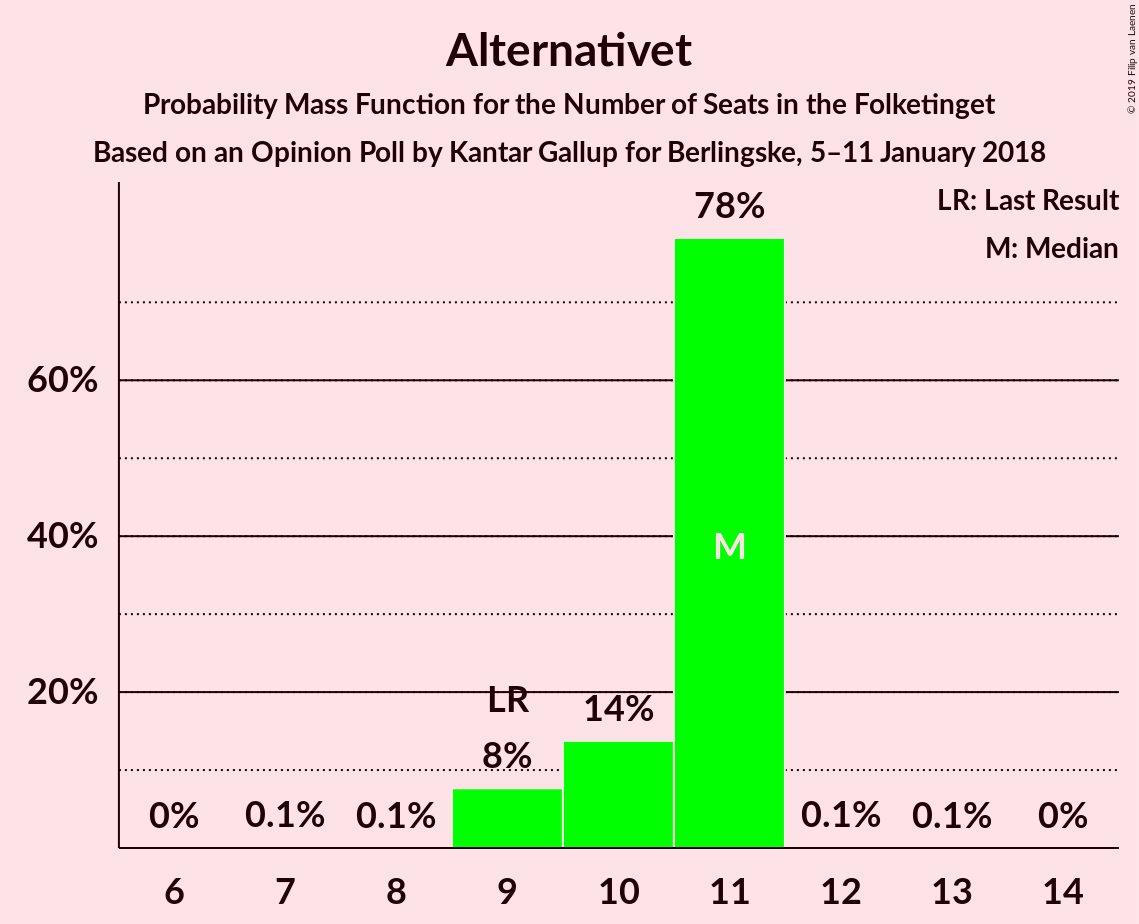 Alternativet
Probability Mass Function for the Number of Seats in the Folketinget
Based on an Opinion Poll by Kantar Gallup for Berlingske, 5–11 January 2018
© 2019 Filip van Laenen
LR: Last Result
M: Median
78%
60%
40%
M
20%
LR
14%
8%
0% 0.1% 0.1% 0.1% 0.1% 0%
6 7 8 9 10 11 12 13 14